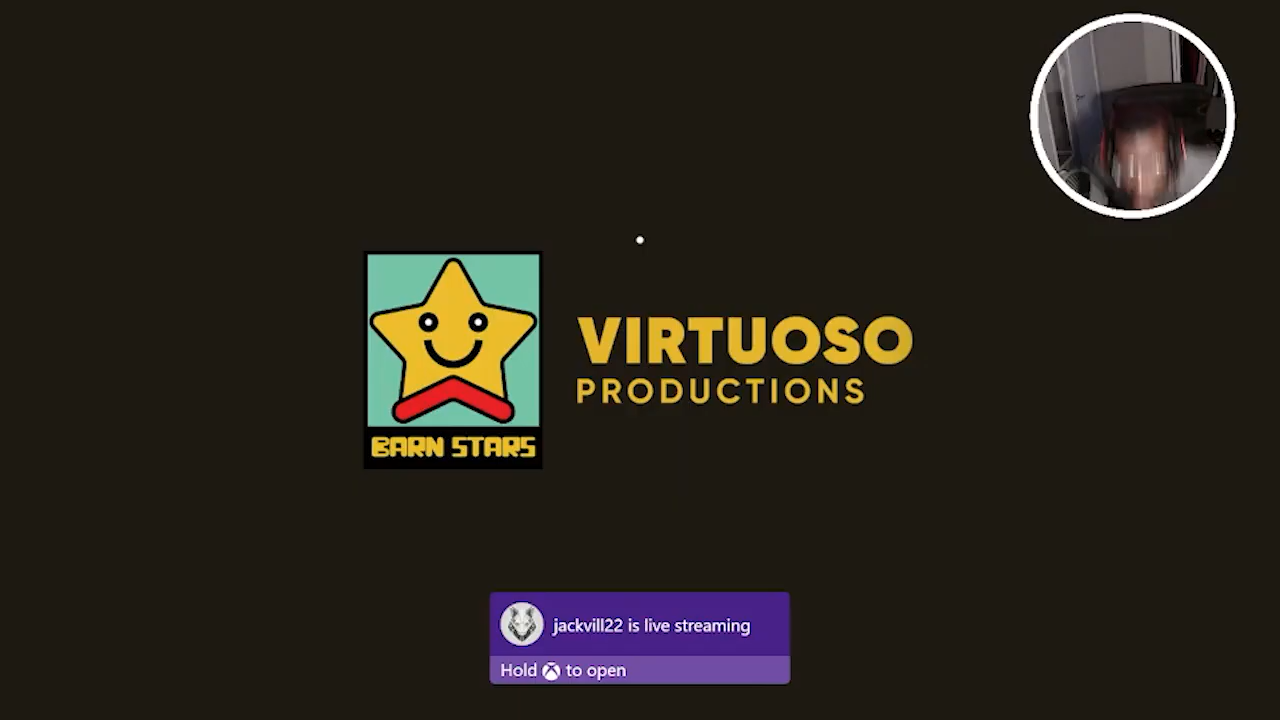 VIRTUOSO
PRODUCTIONS
BARN STARS
jackvill22 is live streaming
Hold to open